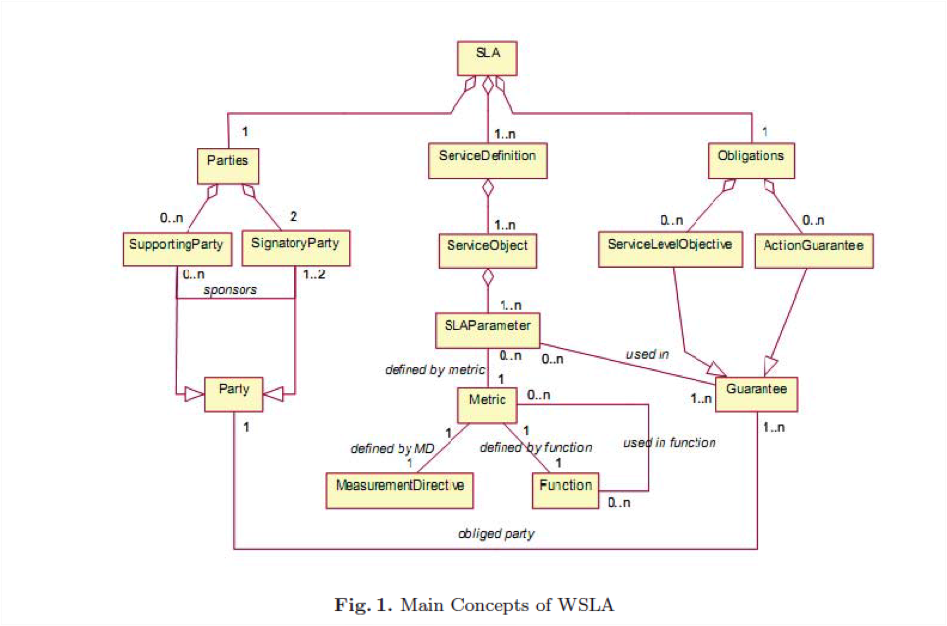 SLA
1
1..n
1
Parties
ServiceDefinition
Obligations
0..n
2
1..n
0..n
0..n
SupportingParty
SignatoryParty
ServiceObject
ServiceLevelObjective
ActionGuarantee
0..n
1..2
sponsors
1..n
SLAParameter
0..n
0..n
used in
defined by metric
1
Party
Metric
0..n
Guarantee
1..n
1
1..n
1
1
defined by MD
defined by function
used in function
1
1
MeasurementDirective
Function
0..n
obliged party
Fig. 1. Main Concepts of WSLA